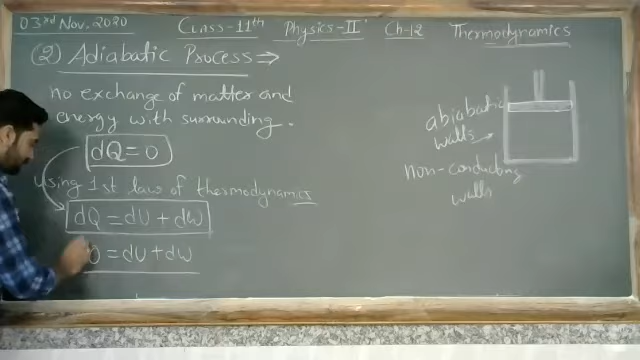 03rd Nov. 2020 Class-11th Physics-II Ch-12 Thermodynamics
(2) Adiabatic Process ⇒
no exchange of matter and
energy with surrounding.
dQ = 0
using 1st law of thermodynamics
dQ = dU + dW
0 = dU + dW
abiabatic
walls →
non-conducting
walls